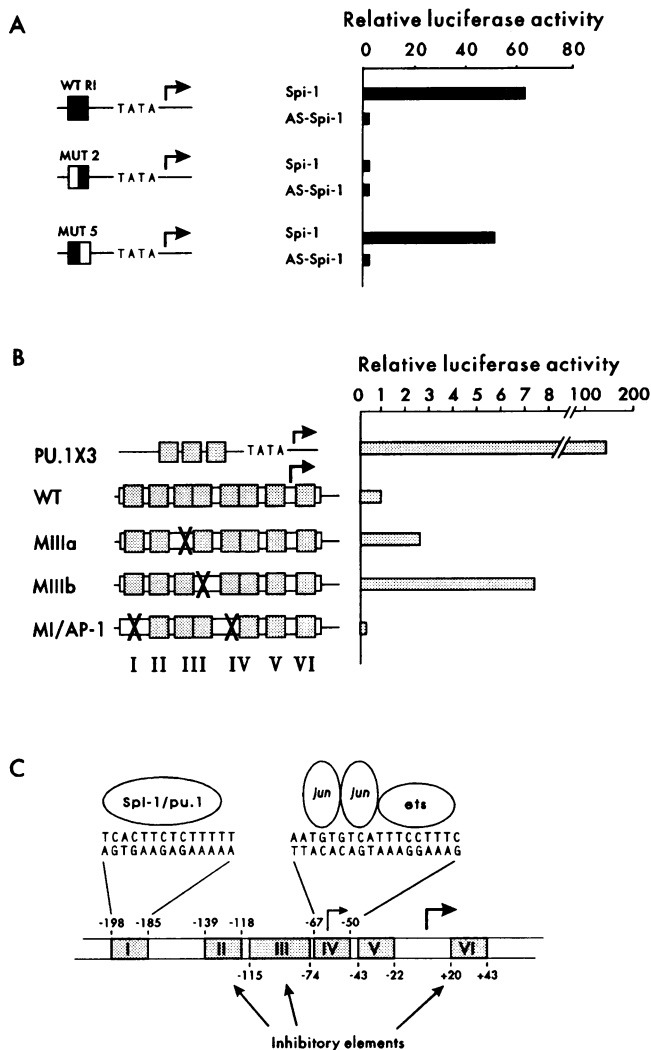 A
Relative luciferase activity
0 20 40 60 80
WT RI
TATA
Spi-1
AS-Spi-1
MUT 2
TATA
Spi-1
AS-Spi-1
MUT 5
TATA
Spi-1
AS-Spi-1
B
Relative luciferase activity
0 1 2 3 4 5 6 7 8 100 200
PU.1X3
TATA
WT
MIIIa
MIIIb
MI/AP-1
I II III IV V VI
C
Spi-1/pu.1
jun jun ets
TCACTTCTCTTTTT
AGTGAAGAGAAAAA
AATGTGTCATTTCCTTTC
TTACACAGTAAAGGAAAG
-198 -185 -139 -118 -67 -50
I II III IV V VI
-115 -74 -43 -22 +20 +43
Inhibitory elements